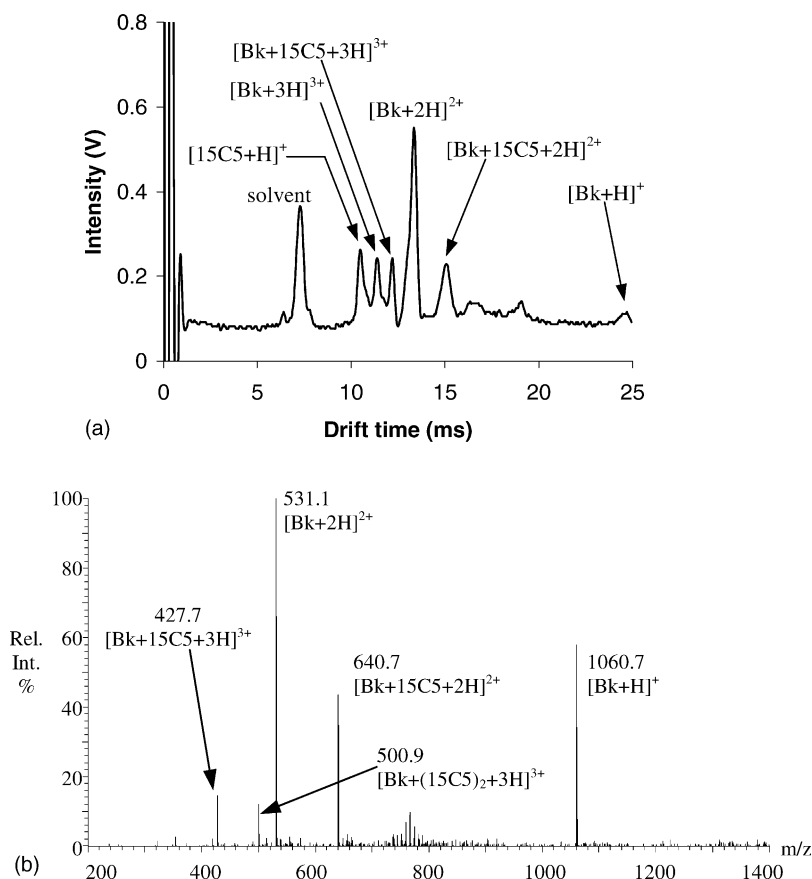 0.8
0.6
0.4
0.2
0
Intensity (V)
[Bk+15C5+3H]³⁺
[Bk+3H]³⁺
[15C5+H]⁺
solvent
[Bk+2H]²⁺
[Bk+15C5+2H]²⁺
[Bk+H]⁺
0 5 10 15 20 25
Drift time (ms)
(a)
100
80
60
40
20
0
Rel.
Int.
%
531.1
[Bk+2H]²⁺
427.7
[Bk+15C5+3H]³⁺
640.7
[Bk+15C5+2H]²⁺
1060.7
[Bk+H]⁺
500.9
[Bk+(15C5)₂+3H]³⁺
200 400 600 800 1000 1200 1400
m/z
(b)